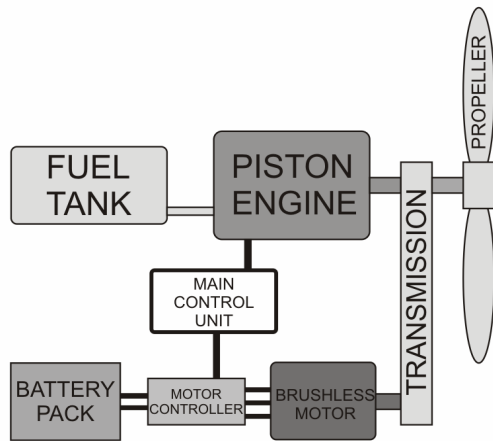 PROPELLER
FUEL
TANK
PISTON
ENGINE
TRANSMISSION
MAIN
CONTROL
UNIT
BATTERY
PACK
MOTOR
CONTROLLER
BRUSHLESS
MOTOR